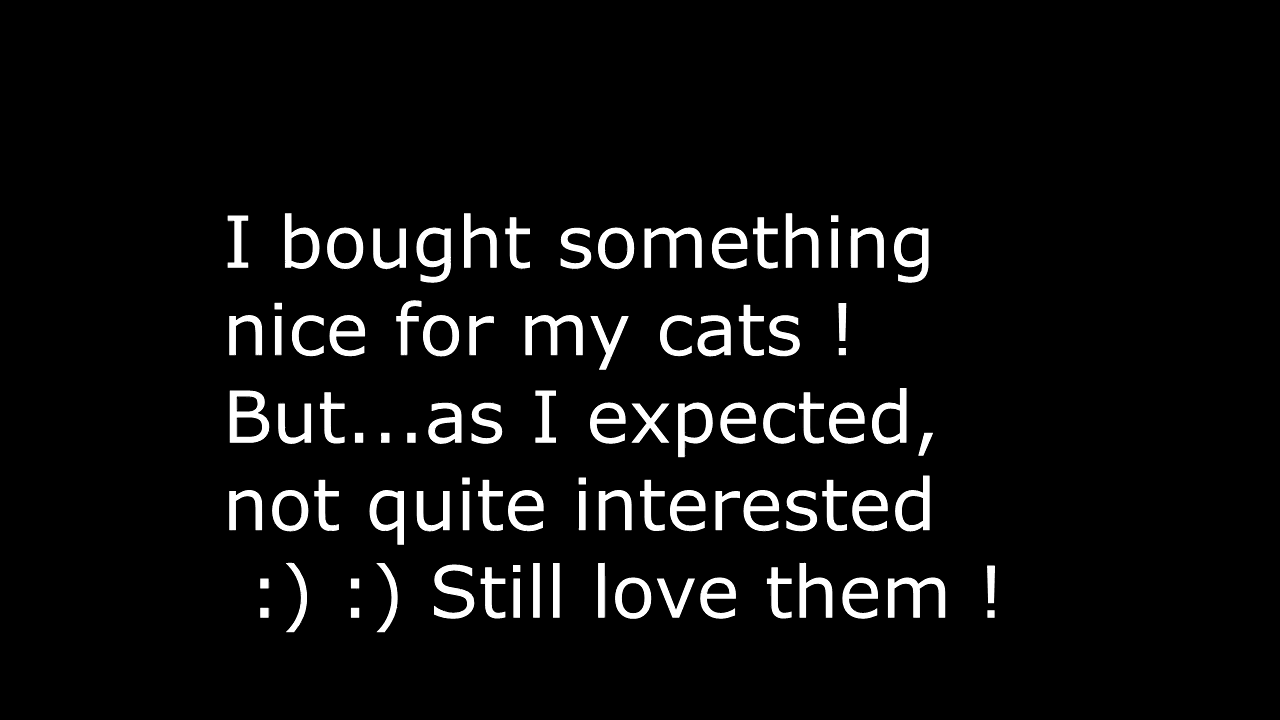 I bought something
nice for my cats !
But...as I expected,
not quite interested
:) :) Still love them !